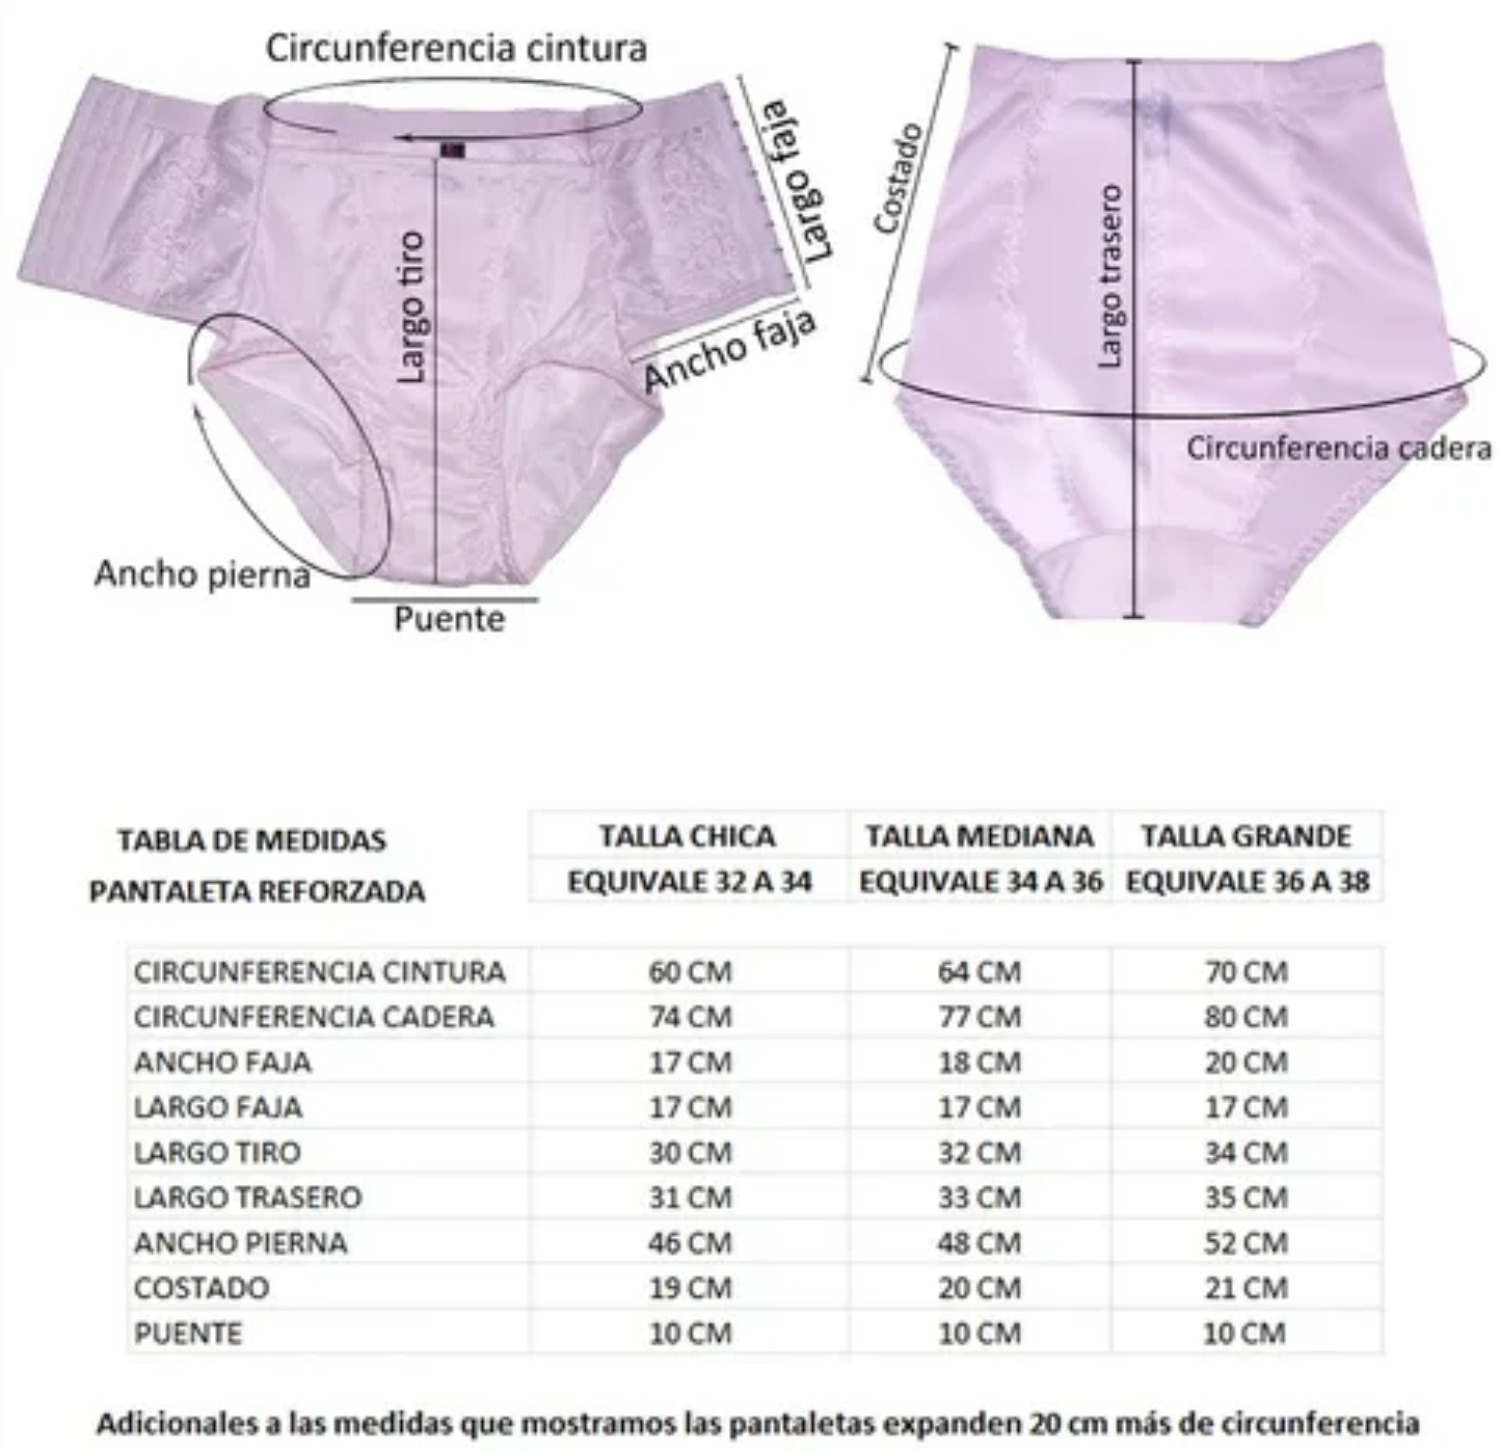 Circunferencia cintura
Largo faja
Ancho faja
Largo tiro
Ancho pierna
Puente
Costado
Largo trasero
Circunferencia cadera
TABLA DE MEDIDAS
PANTALETA REFORZADA
TALLA CHICA TALLA MEDIANA TALLA GRANDE
EQUIVALE 32 A 34 EQUIVALE 34 A 36 EQUIVALE 36 A 38
CIRCUNFERENCIA CINTURA 60 CM 64 CM 70 CM
CIRCUNFERENCIA CADERA 74 CM 77 CM 80 CM
ANCHO FAJA 17 CM 18 CM 20 CM
LARGO FAJA 17 CM 17 CM 17 CM
LARGO TIRO 30 CM 32 CM 34 CM
LARGO TRASERO 31 CM 33 CM 35 CM
ANCHO PIERNA 46 CM 48 CM 52 CM
COSTADO 19 CM 20 CM 21 CM
PUENTE 10 CM 10 CM 10 CM
Adicionales a las medidas que mostramos las pantaletas expanden 20 cm más de circunferencia